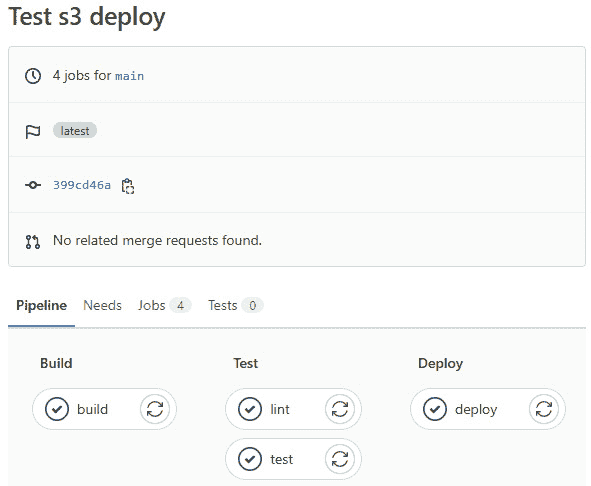 Test s3 deploy
4 jobs for main
latest
399cd46a
No related merge requests found.
Pipeline Needs Jobs 4 Tests 0
Build Test Deploy
build lint deploy
test